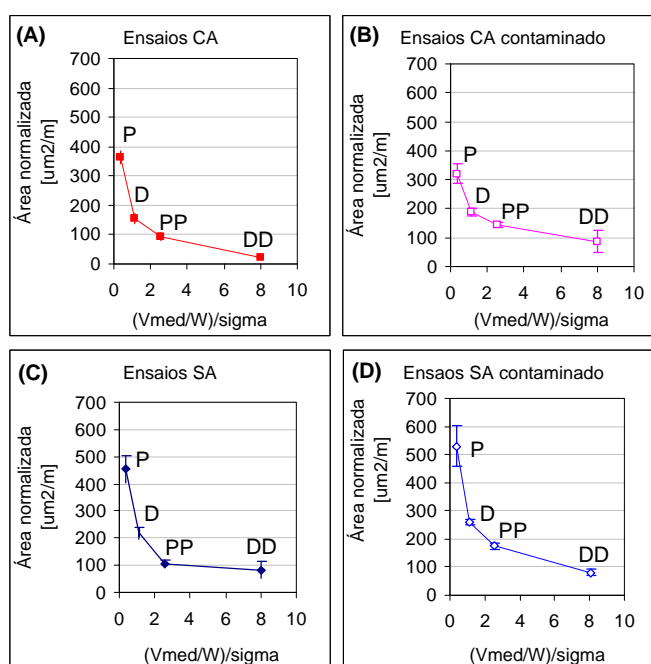 (A)
Ensaios CA
Área normalizada
[um2/m]
700
600
500
400
300
200
100
0
P
D
PP
DD
0 2 4 6 8 10
(Vmed/W)/sigma
(B)
Ensaios CA contaminado
Área normalizada
[um2/m]
700
600
500
400
300
200
100
0
P
D
PP
DD
0 2 4 6 8 10
(Vmed/W)/sigma
(C)
Ensaios SA
Área normalizada
[um2/m]
700
600
500
400
300
200
100
0
P
D
PP
DD
0 2 4 6 8 10
(Vmed/W)/sigma
(D)
Ensaos SA contaminado
Área normalizada
[um2/m]
700
600
500
400
300
200
100
0
P
D
PP
DD
0 2 4 6 8 10
(Vmed/W)/sigma